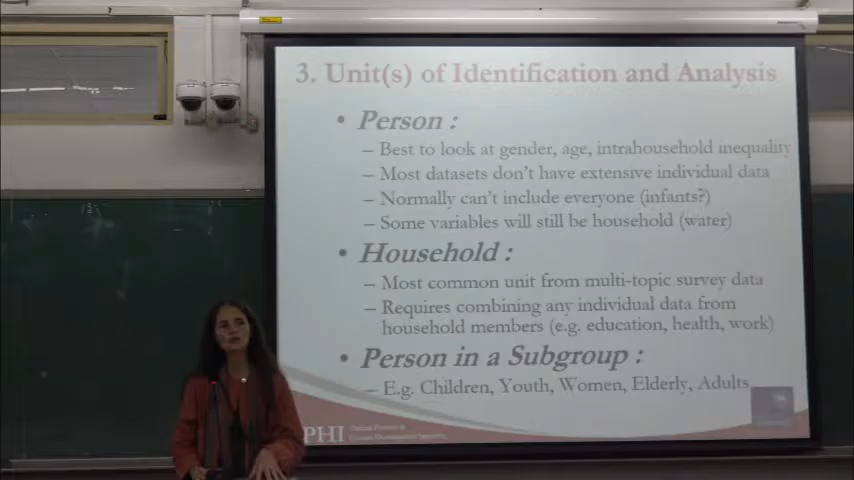 3. Unit(s) of Identification and Analysis
• Person :
– Best to look at gender, age, intrahousehold inequality
– Most datasets don't have extensive individual data
– Normally can't include everyone (infants?)
– Some variables will still be household (water)
• Household :
– Most common unit from multi-topic survey data
– Requires combining any individual data from
household members (e.g. education, health, work)
• Person in a Subgroup :
– E.g. Children, Youth, Women, Elderly, Adults
PHI